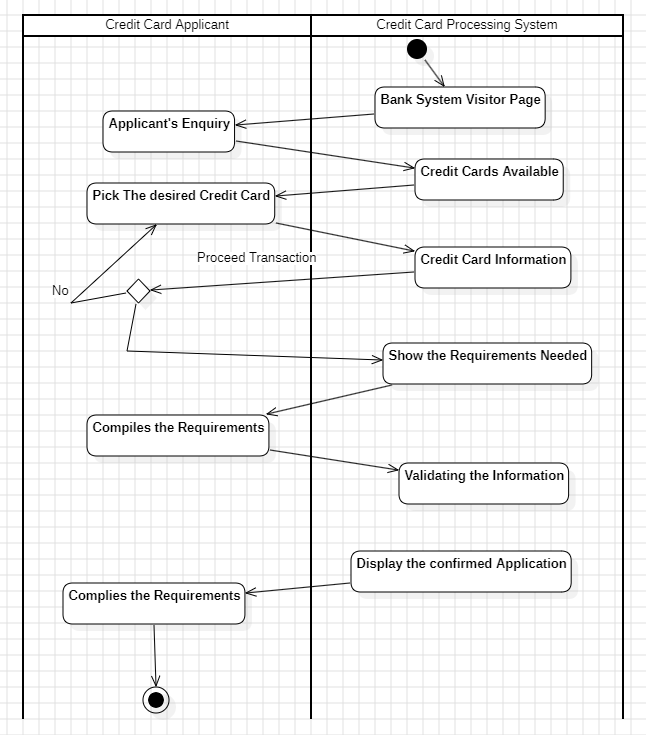 Credit Card Applicant
Credit Card Processing System
Bank System Visitor Page
Applicant's Enquiry
Credit Cards Available
Pick The desired Credit Card
Credit Card Information
Proceed Transaction
No
Show the Requirements Needed
Compiles the Requirements
Validating the Information
Display the confirmed Application
Complies the Requirements